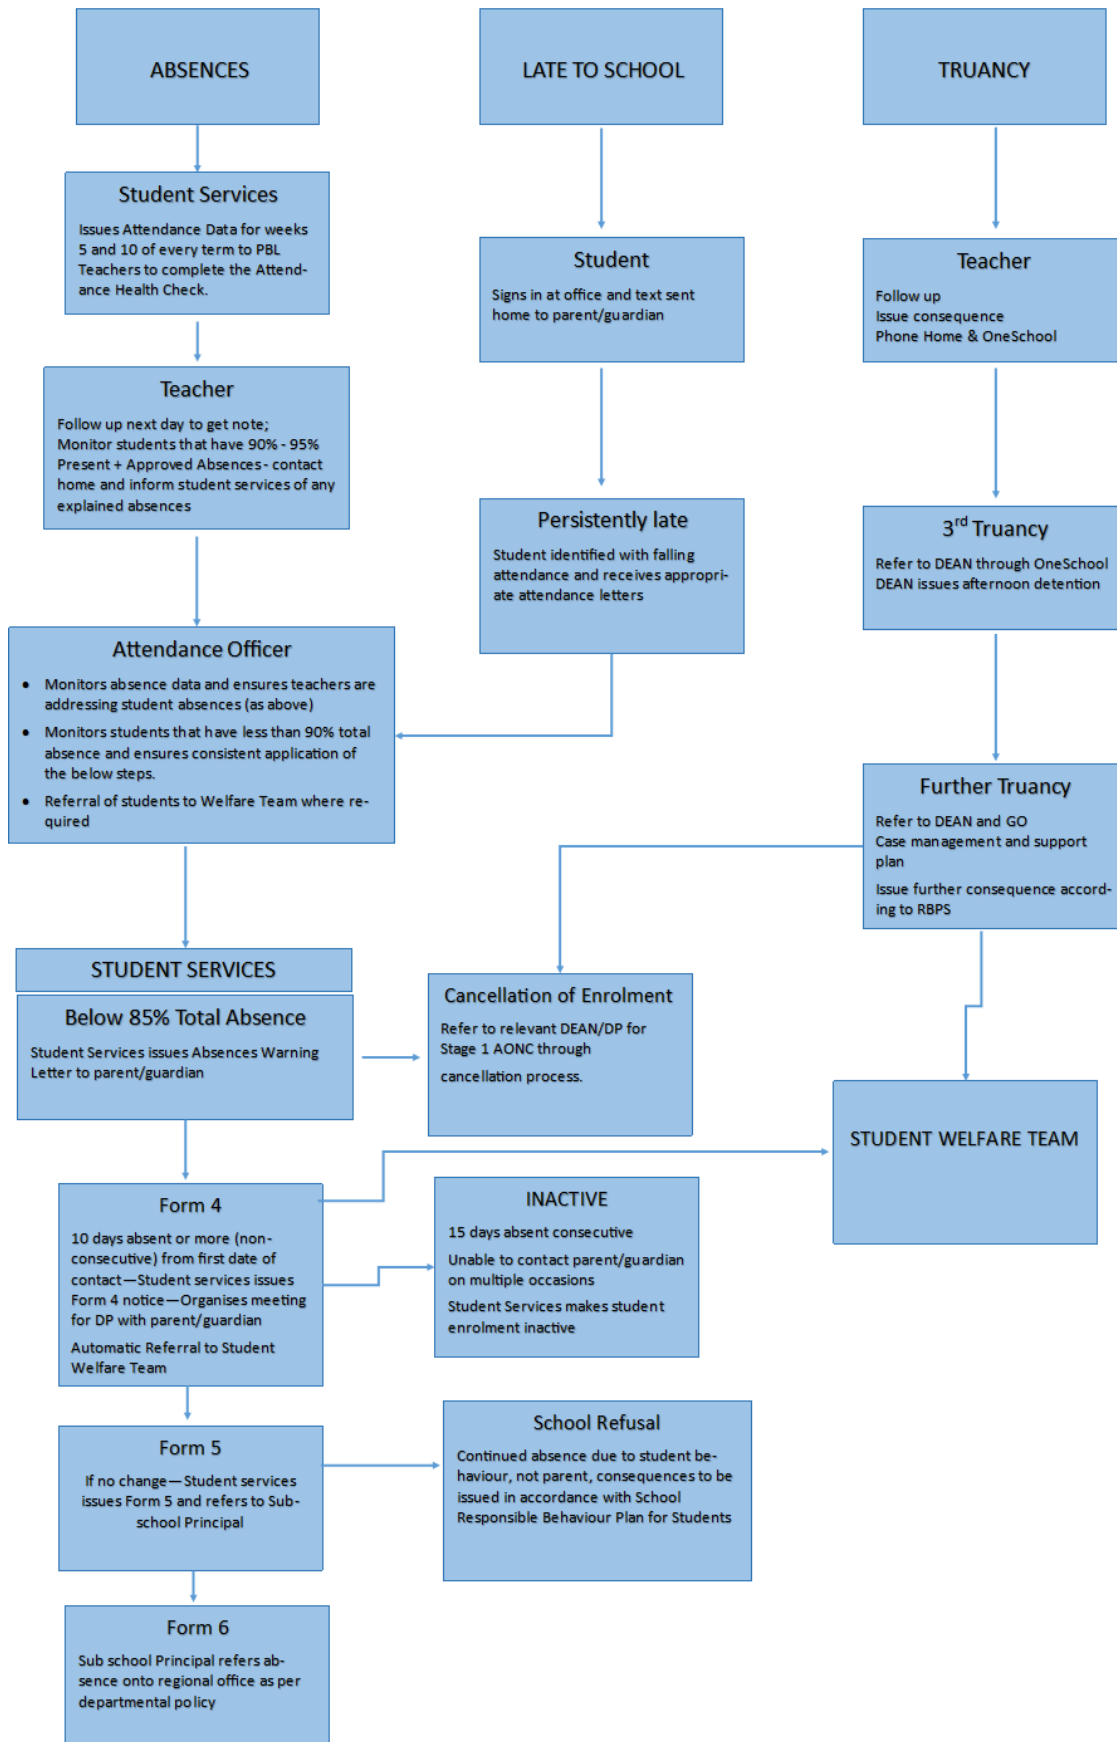 ABSENCES
Student Services
Issues Attendance Data for weeks
5 and 10 of every term to PBL
Teachers to complete the Attend-
ance Health Check.
Teacher
Follow up next day to get note;
Monitor students that have 90% - 95%
Present + Approved Absences- contact
home and inform student services of any
explained absences
Attendance Officer
• Monitors absence data and ensures teachers are
addressing student absences (as above)
• Monitors students that have less than 90% total
absence and ensures consistent application of
the below steps.
• Referral of students to Welfare Team where re-
quired
STUDENT SERVICES
Below 85% Total Absence
Student Services issues Absences Warning
Letter to parent/guardian
Form 4
10 days absent or more (non-
consecutive) from first date of
contact—Student services issues
Form 4 notice—Organises meeting
for DP with parent/guardian
Automatic Referral to Student
Welfare Team
Form 5
If no change—Student services
issues Form 5 and refers to Sub-
school Principal
Form 6
Sub school Principal refers ab-
sence onto regional office as per
departmental policy
LATE TO SCHOOL
Student
Signs in at office and text sent
home to parent/guardian
Persistently late
Student identified with falling
attendance and receives appropri-
ate attendance letters
Cancellation of Enrolment
Refer to relevant DEAN/DP for
Stage 1 AONC through
cancellation process.
INACTIVE
15 days absent consecutive
Unable to contact parent/guardian
on multiple occasions
Student Services makes student
enrolment inactive
School Refusal
Continued absence due to student be-
haviour, not parent, consequences to be
issued in accordance with School
Responsible Behaviour Plan for Students
TRUANCY
Teacher
Follow up
Issue consequence
Phone Home & OneSchool
3rd Truancy
Refer to DEAN through OneSchool
DEAN issues afternoon detention
Further Truancy
Refer to DEAN and GO
Case management and support
plan
Issue further consequence accord-
ing to RBPS
STUDENT WELFARE TEAM